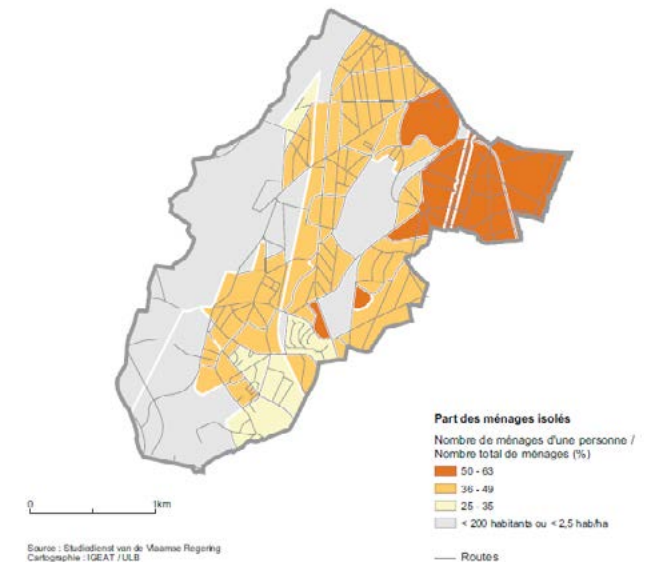 Part des ménages isolés
Nombre de ménages d'une personne /
Nombre total de ménages (%)
50 - 63
36 - 49
25 - 35
< 200 habitants ou < 2,5 hab/ha
Routes
0 1km
Source : Studiedienst van de Vlaamse Regering
Cartographie : IGEAT / ULB